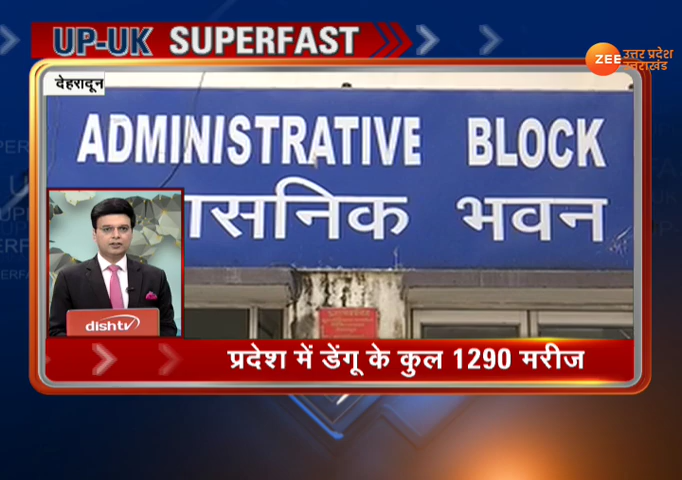 UP-UK SUPERFAST
ZEE उत्तर प्रदेश
उत्तराखंड
देहरादून
ADMINISTRATIVE BLOCK
सनिक भवन
dishtv
प्रदेश में डेंगू के कुल 1290 मरीज